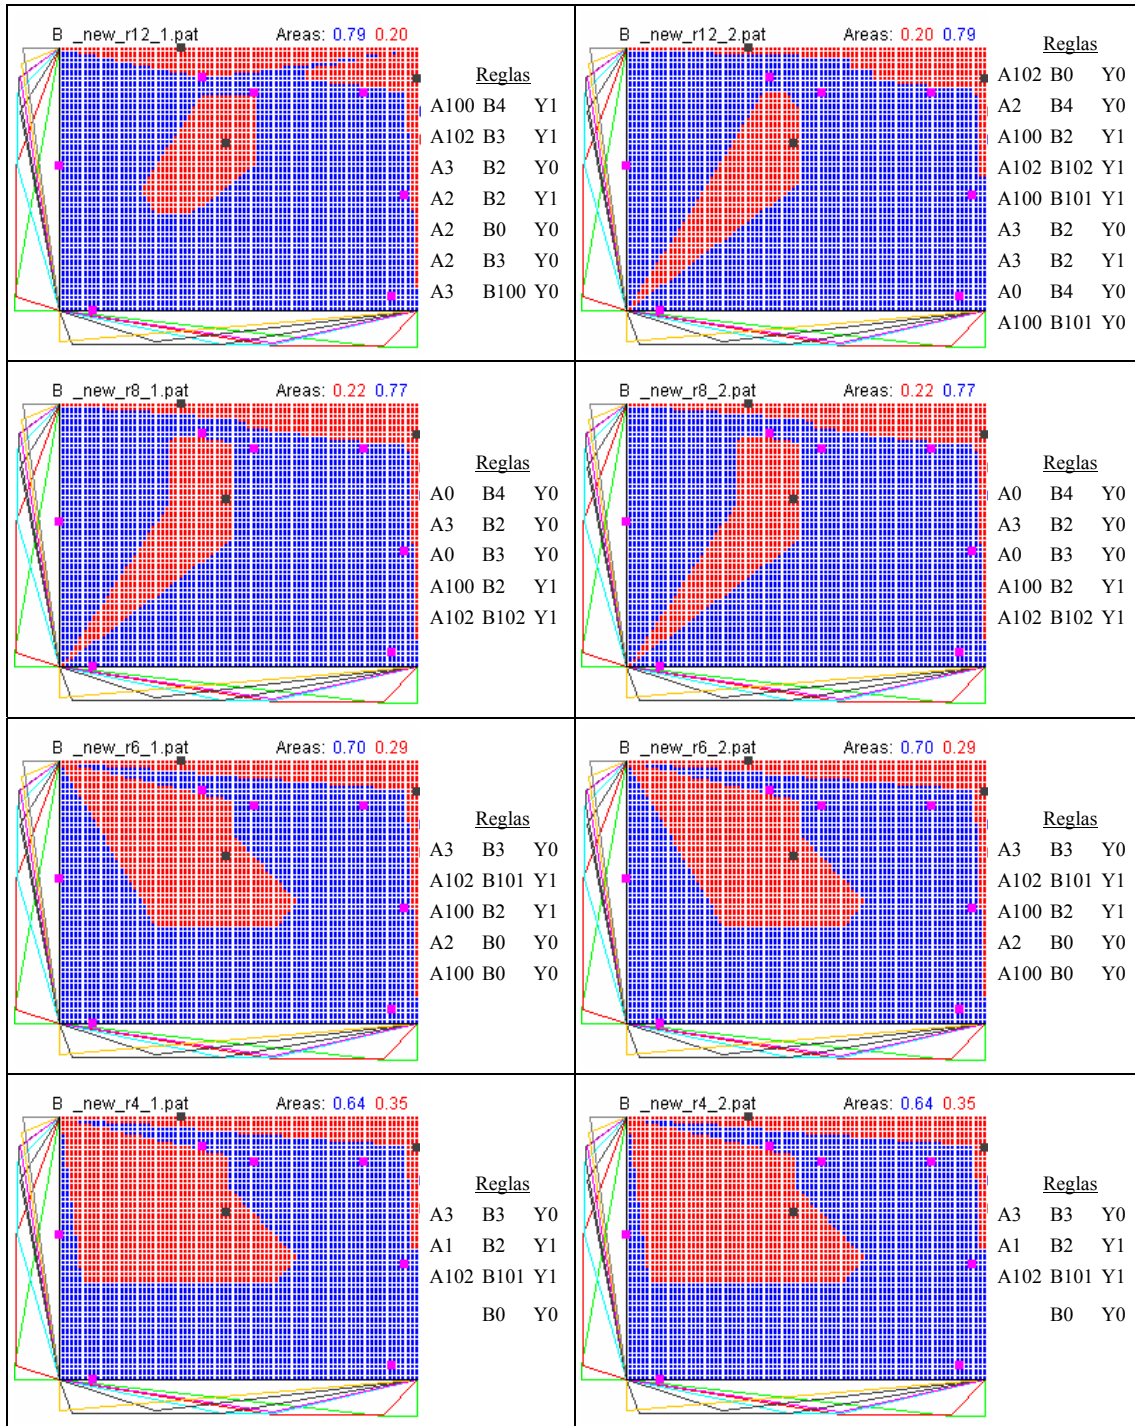 B _new_r12_1.pat Areas: 0.79 0.20
Reglas
A100 B4 Y1
A102 B3 Y1
A3 B2 Y0
A2 B2 Y1
A2 B0 Y0
A2 B3 Y0
A3 B100 Y0
B _new_r12_2.pat Areas: 0.20 0.79
Reglas
A102 B0 Y0
A2 B4 Y0
A100 B2 Y1
A102 B102 Y1
A100 B101 Y1
A3 B2 Y0
A3 B2 Y1
A0 B4 Y0
A100 B101 Y0
B _new_r8_1.pat Areas: 0.22 0.77
Reglas
A0 B4 Y0
A3 B2 Y0
A0 B3 Y0
A100 B2 Y1
A102 B102 Y1
B _new_r8_2.pat Areas: 0.22 0.77
Reglas
A0 B4 Y0
A3 B2 Y0
A0 B3 Y0
A100 B2 Y1
A102 B102 Y1
B _new_r6_1.pat Areas: 0.70 0.29
Reglas
A3 B3 Y0
A102 B101 Y1
A100 B2 Y1
A2 B0 Y0
A100 B0 Y0
B _new_r6_2.pat Areas: 0.70 0.29
Reglas
A3 B3 Y0
A102 B101 Y1
A100 B2 Y1
A2 B0 Y0
A100 B0 Y0
B _new_r4_1.pat Areas: 0.64 0.35
Reglas
A3 B3 Y0
A1 B2 Y1
A102 B101 Y1
B0 Y0
B _new_r4_2.pat Areas: 0.64 0.35
Reglas
A3 B3 Y0
A1 B2 Y1
A102 B101 Y1
B0 Y0